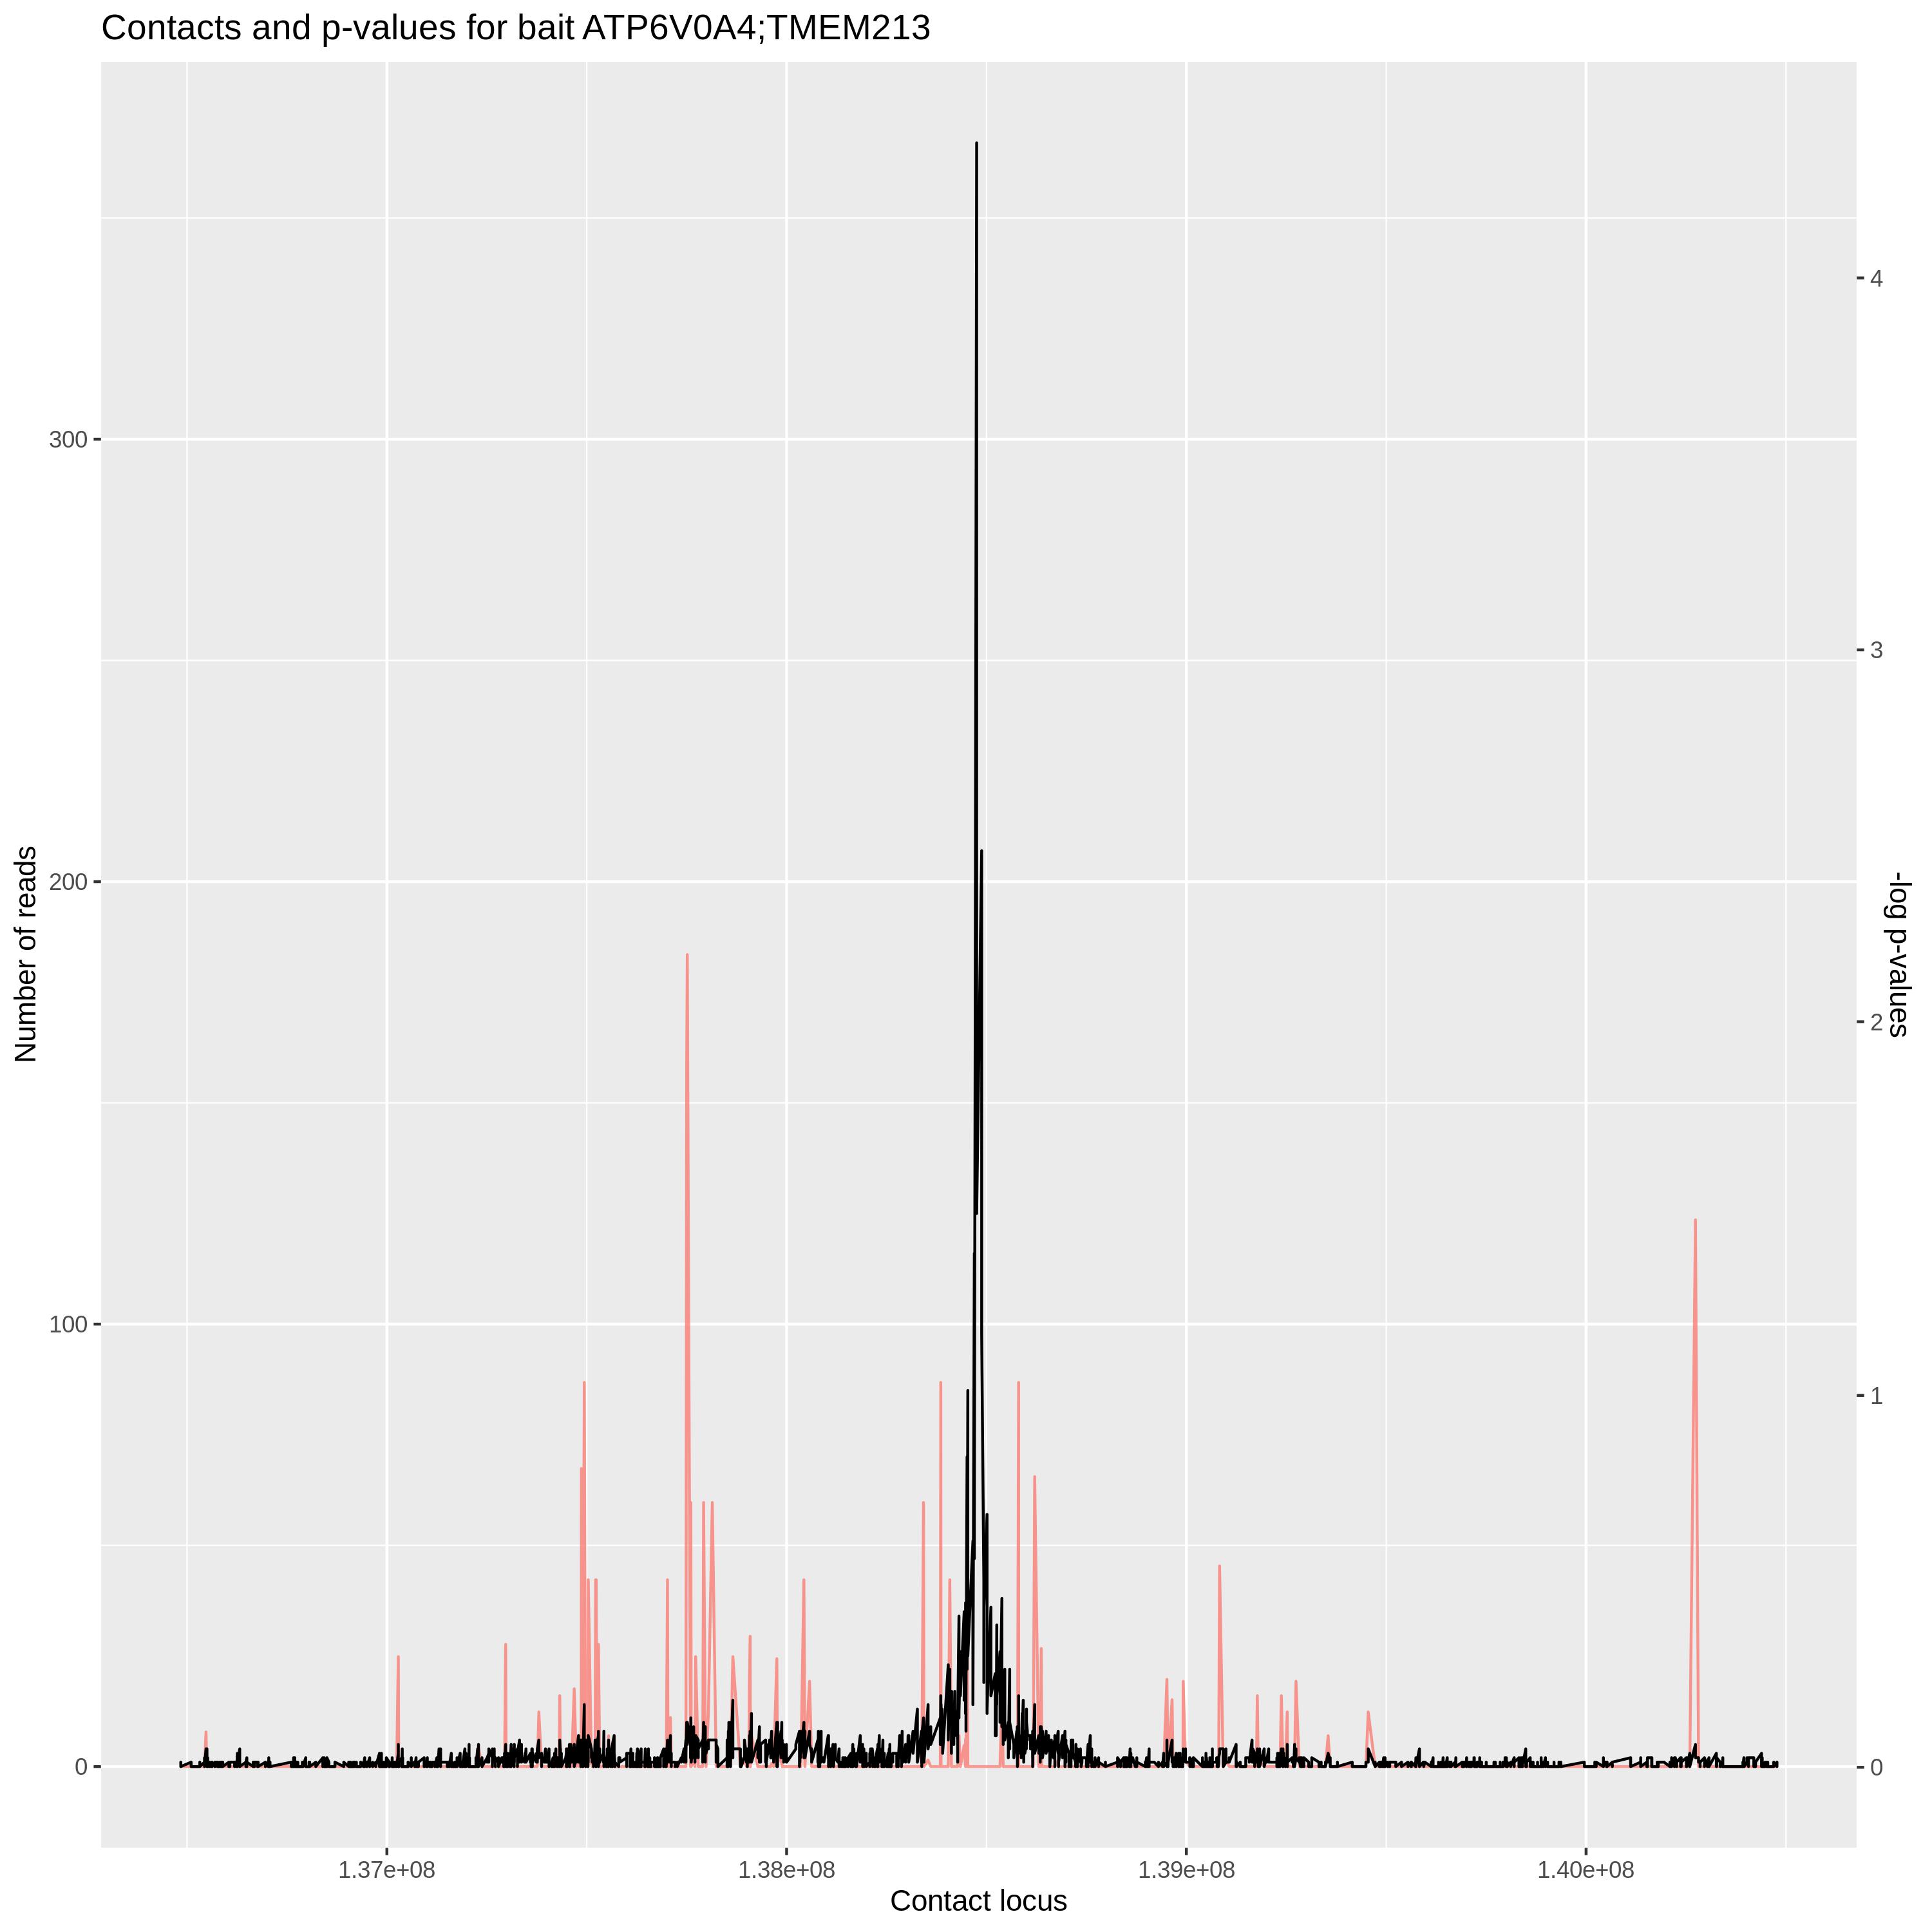 Contacts and p-values for bait ATP6V0A4;TMEM213
Number of reads
300
200
100
0
4
3
2
1
0
-log p-values
1.37e+08
1.38e+08
1.39e+08
1.40e+08
Contact locus